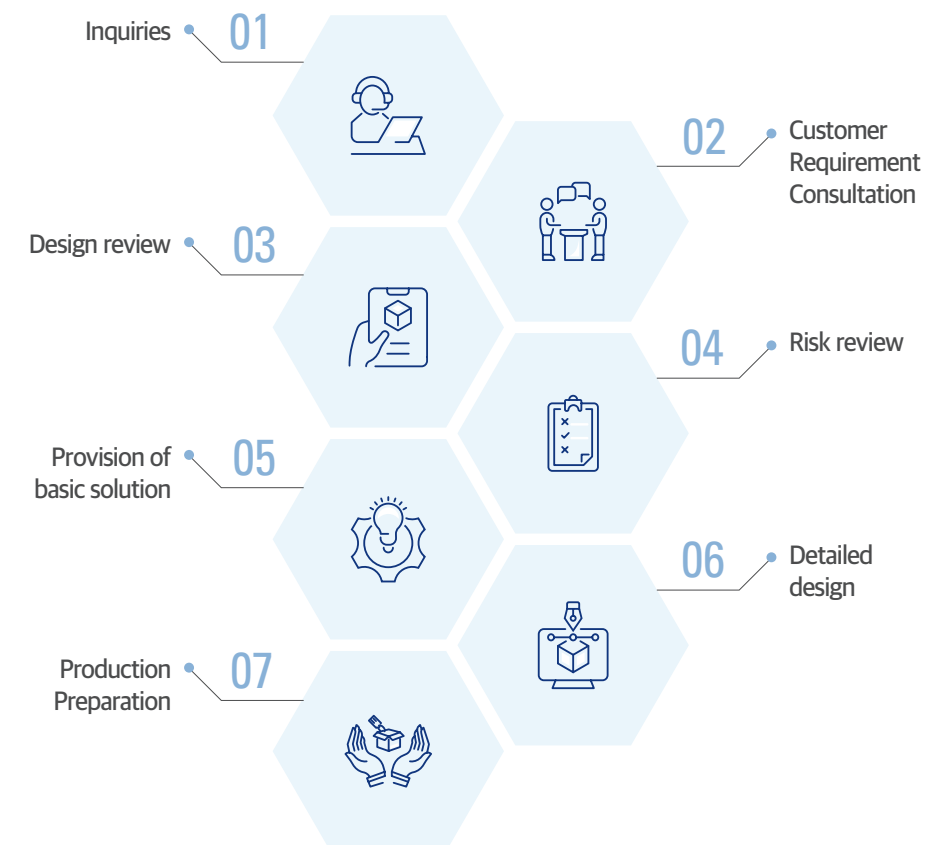 Inquiries
01
02
Customer
Requirement
Consultation
Design review
03
04
Risk review
Provision of
basic solution
05
06
Detailed
design
Production
Preparation
07